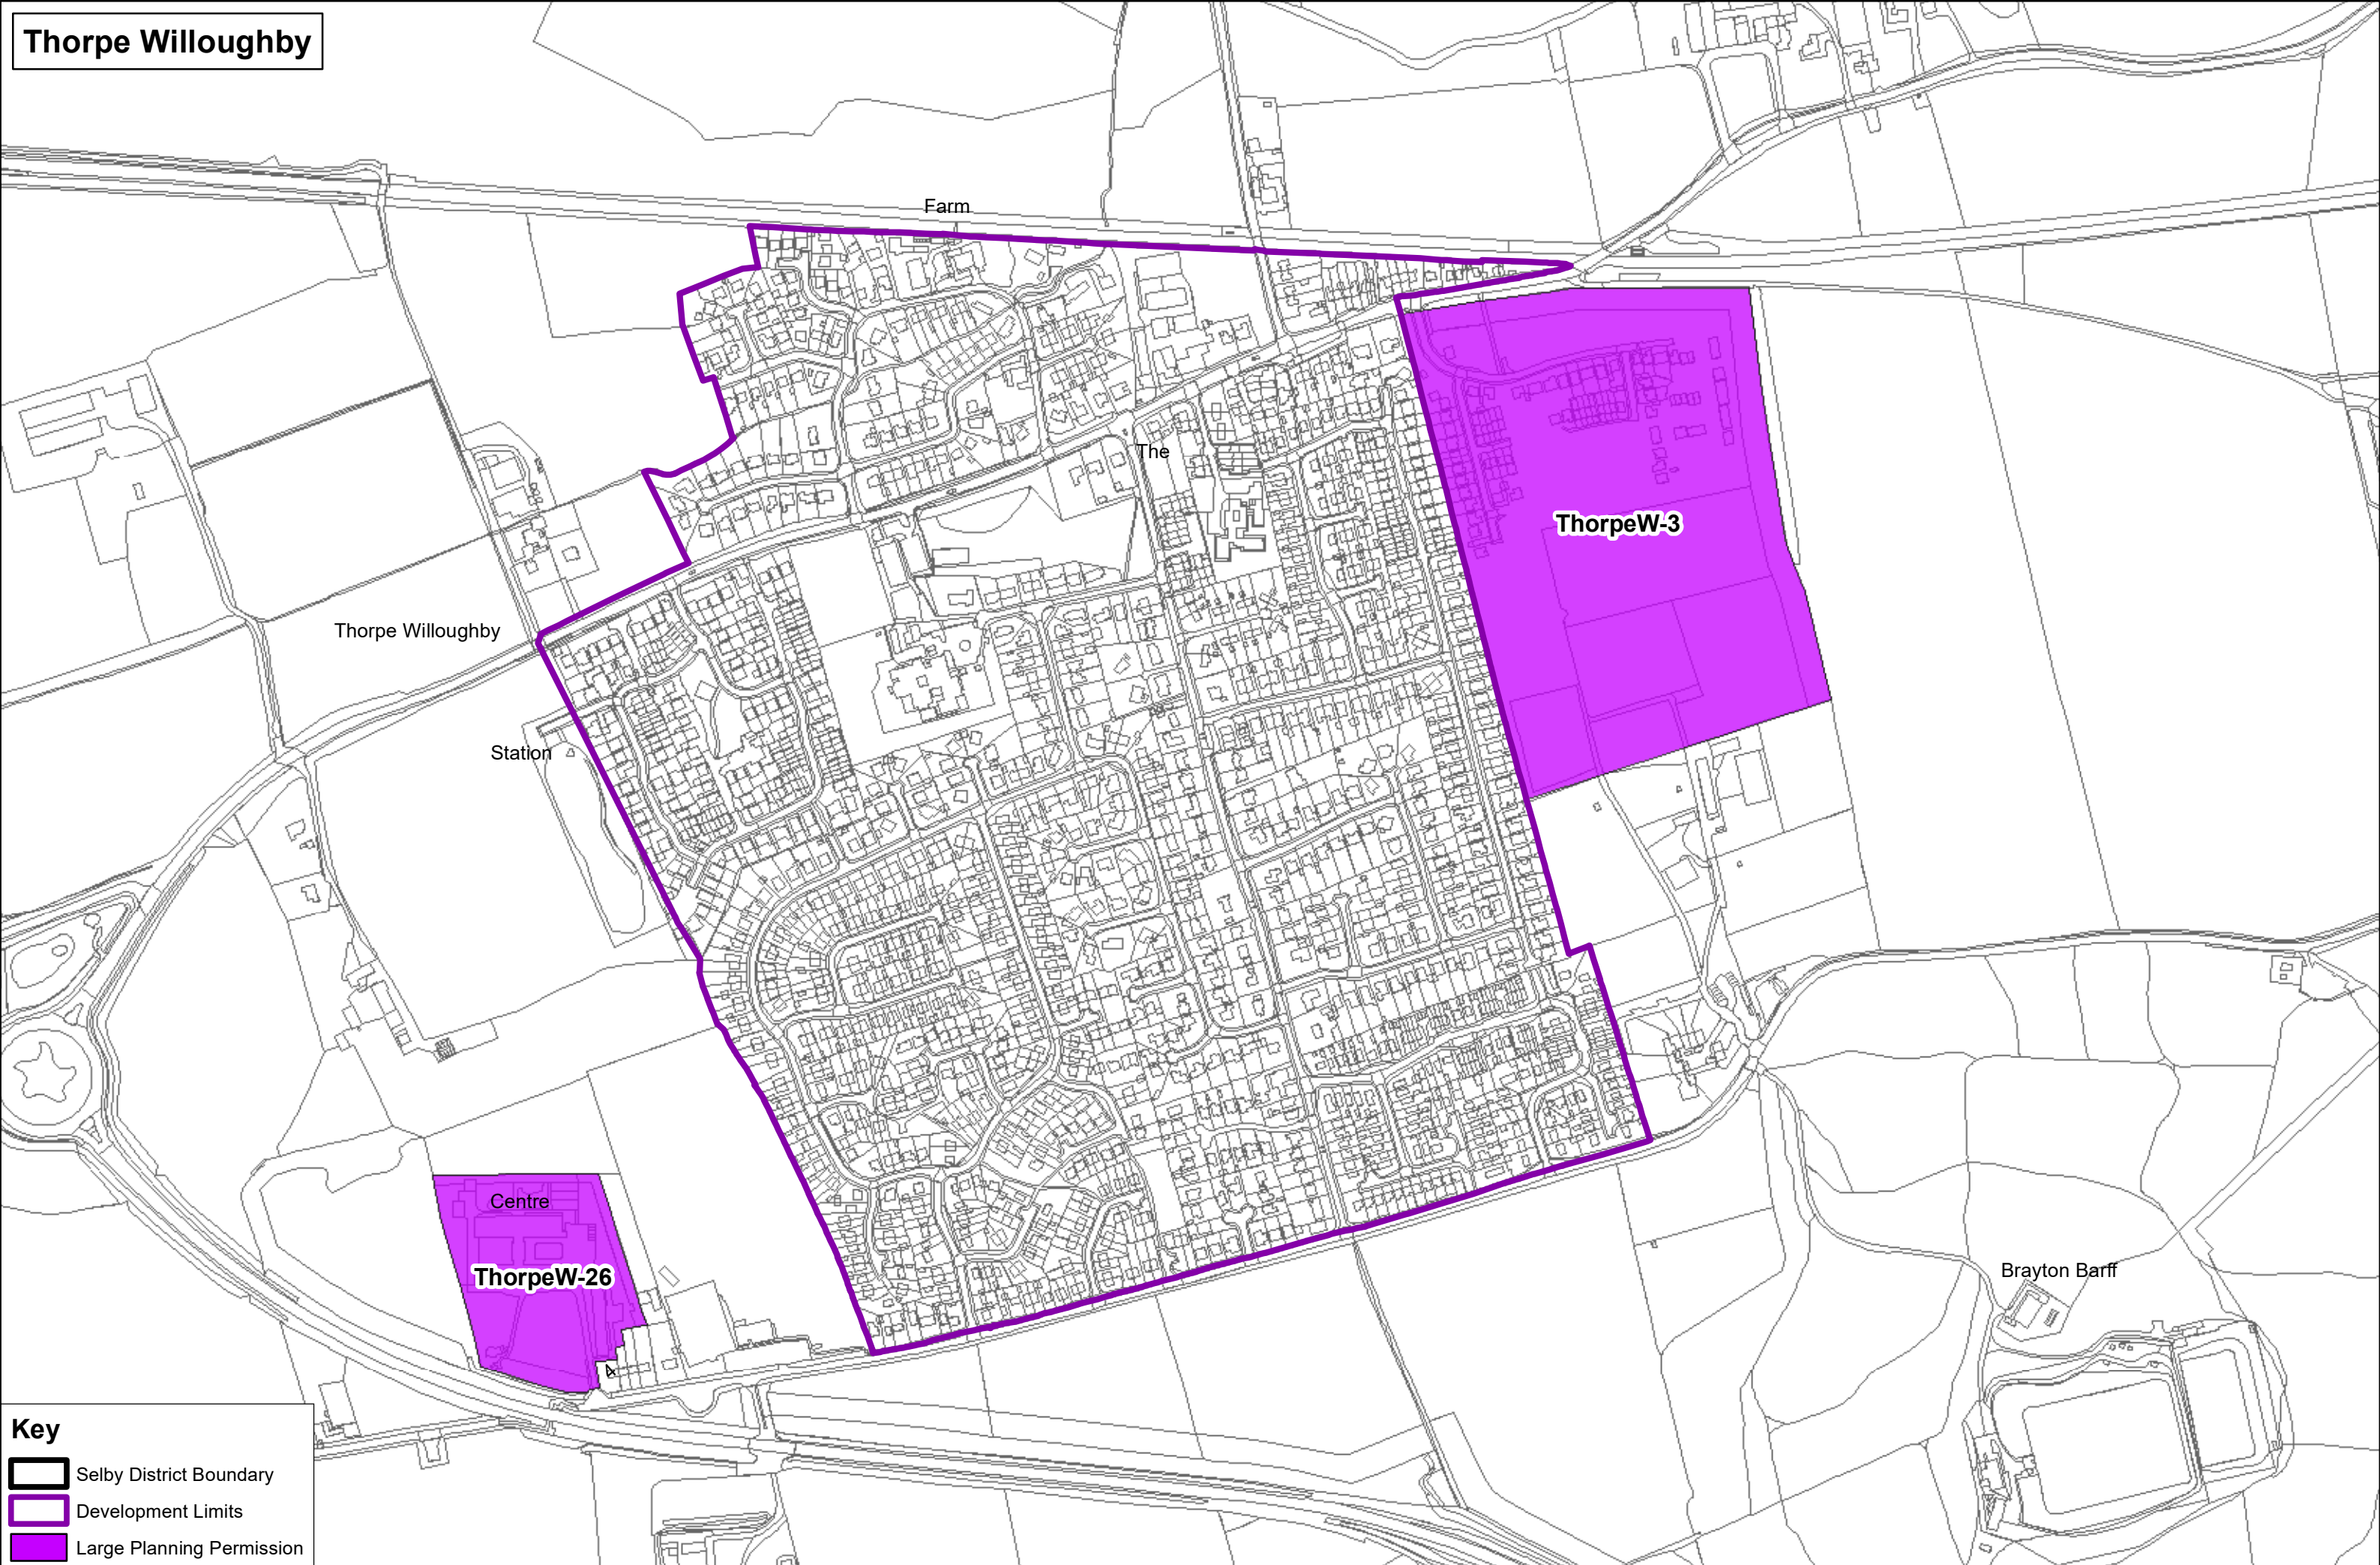 Thorpe Willoughby
Farm
The
ThorpeW-3
Thorpe Willoughby
Station
Centre
ThorpeW-26
Brayton Barff
Key
Selby District Boundary
Development Limits
Large Planning Permission